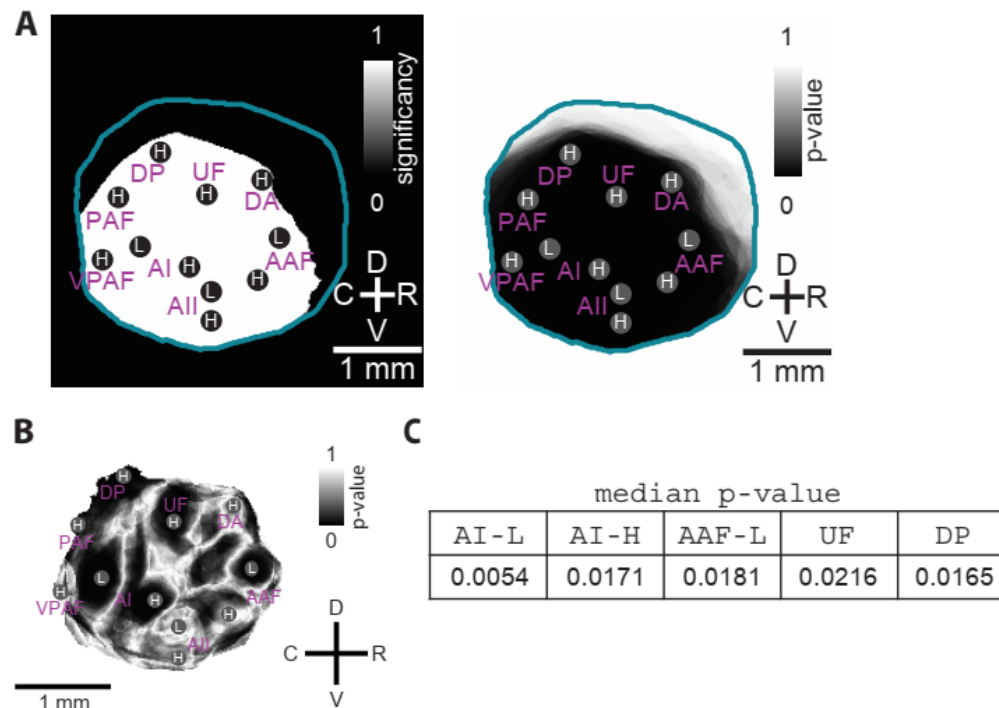 A
1
significancy
0
H
DP
UF
H
H
DA
H
PAF
L
L
H
VPAF
AI
H
AAF
H
L
AII
H
D
C
R
V
1 mm
1
p-value
0
H
DP
UF
H
H
DA
H
PAF
L
L
H
VPAF
AI
H
AAF
H
L
AII
H
D
C
R
V
1 mm
B
1
p-value
0
H
DP
UF
H
H
DA
H
PAF
L
L
H
VPAF
AI
H
AAF
H
L
AII
H
D
C
R
V
1 mm
C
median p-value
AI-L AI-H AAF-L UF DP
0.0054 0.0171 0.0181 0.0216 0.0165